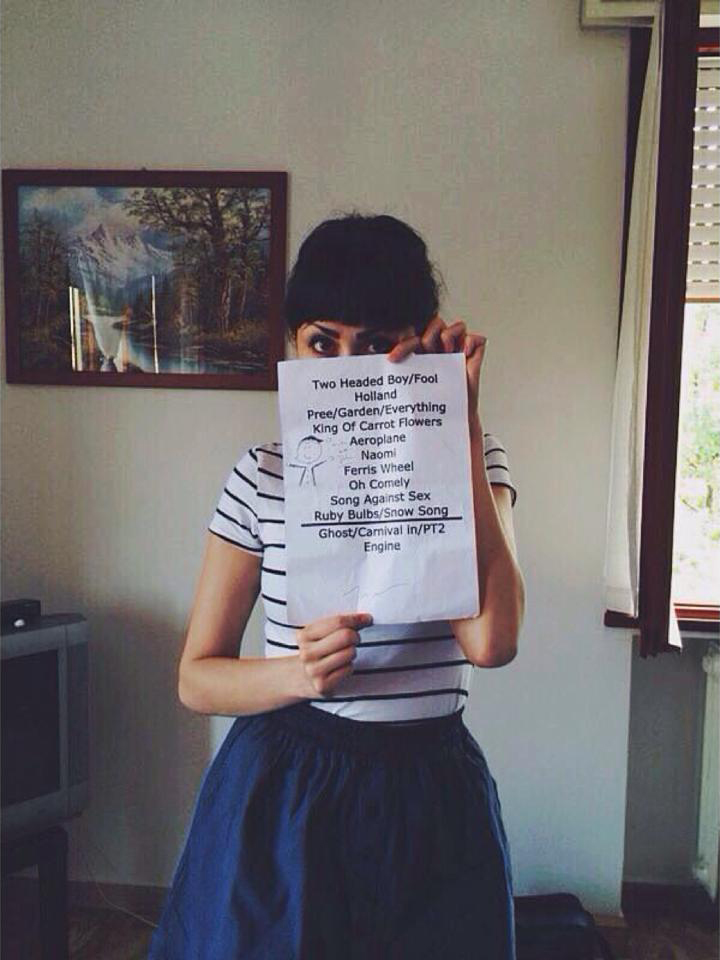 Two Headed Boy/Fool
Holland
Pree/Garden/Everything
King Of Carrot Flowers
Aeroplane
Naomi
Ferris Wheel
Oh Comely
Song Against Sex
Ruby Bulbs/Snow Song
Ghost/Carnival in/PT2
Engine